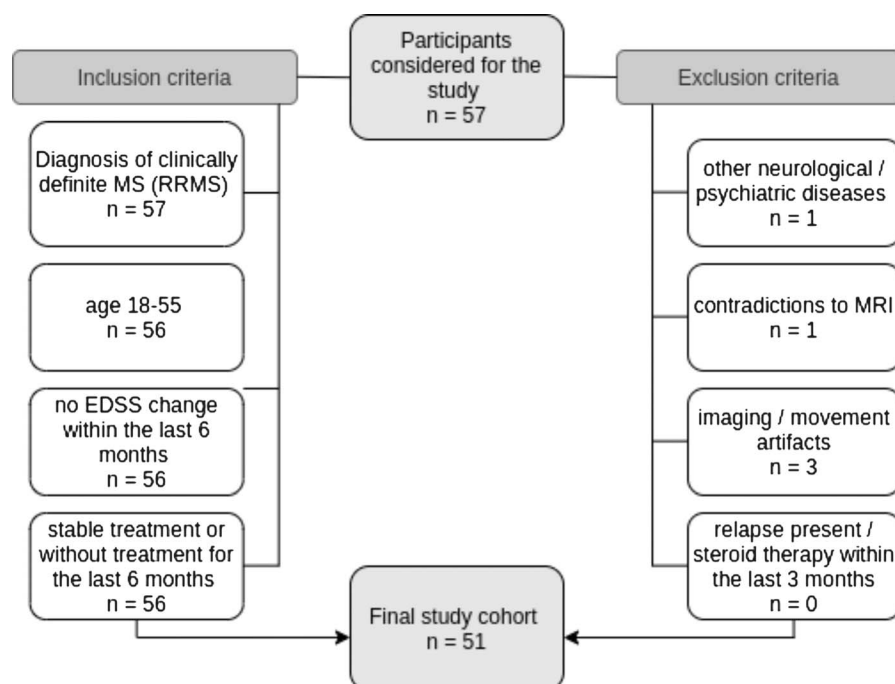 Participants
considered for the
study
n = 57
Inclusion criteria
Exclusion criteria
Diagnosis of clinically
definite MS (RRMS)
n = 57
age 18-55
n = 56
no EDSS change
within the last 6
months
n = 56
stable treatment or
without treatment for
the last 6 months
n = 56
other neurological /
psychiatric diseases
n = 1
contradictions to MRI
n = 1
imaging / movement
artifacts
n = 3
relapse present /
steroid therapy within
the last 3 months
n = 0
Final study cohort
n = 51